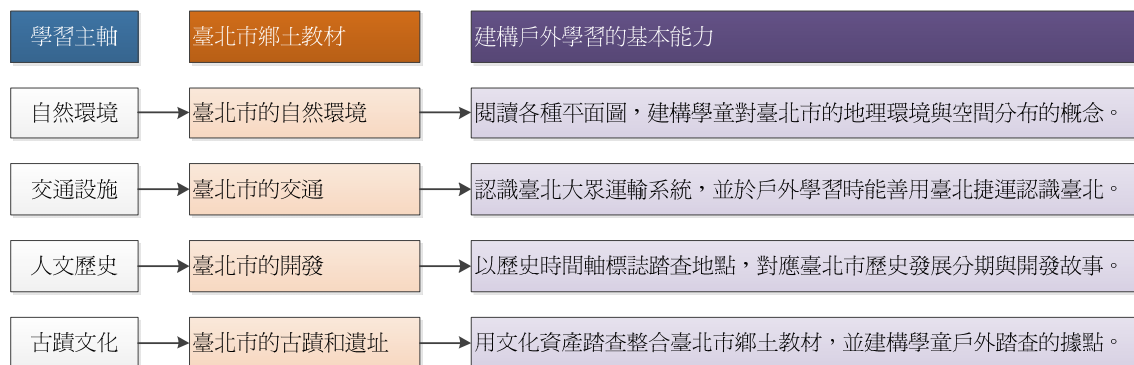 學習主軸 臺北市鄉土教材 建構戶外學習的基本能力
自然環境 臺北市的自然環境 閱讀各種平面圖，建構學童對臺北市的地理環境與空間分布的概念。
交通設施 臺北市的交通 認識臺北大眾運輸系統，並於戶外學習時能善用臺北捷運認識臺北。
人文歷史 臺北市的開發 以歷史時間軸標誌踏查地點，對應臺北市歷史發展分期與開發故事。
古蹟文化 臺北市的古蹟和遺址 用文化資產踏查整合臺北市鄉土教材，並建構學童戶外踏查的據點。